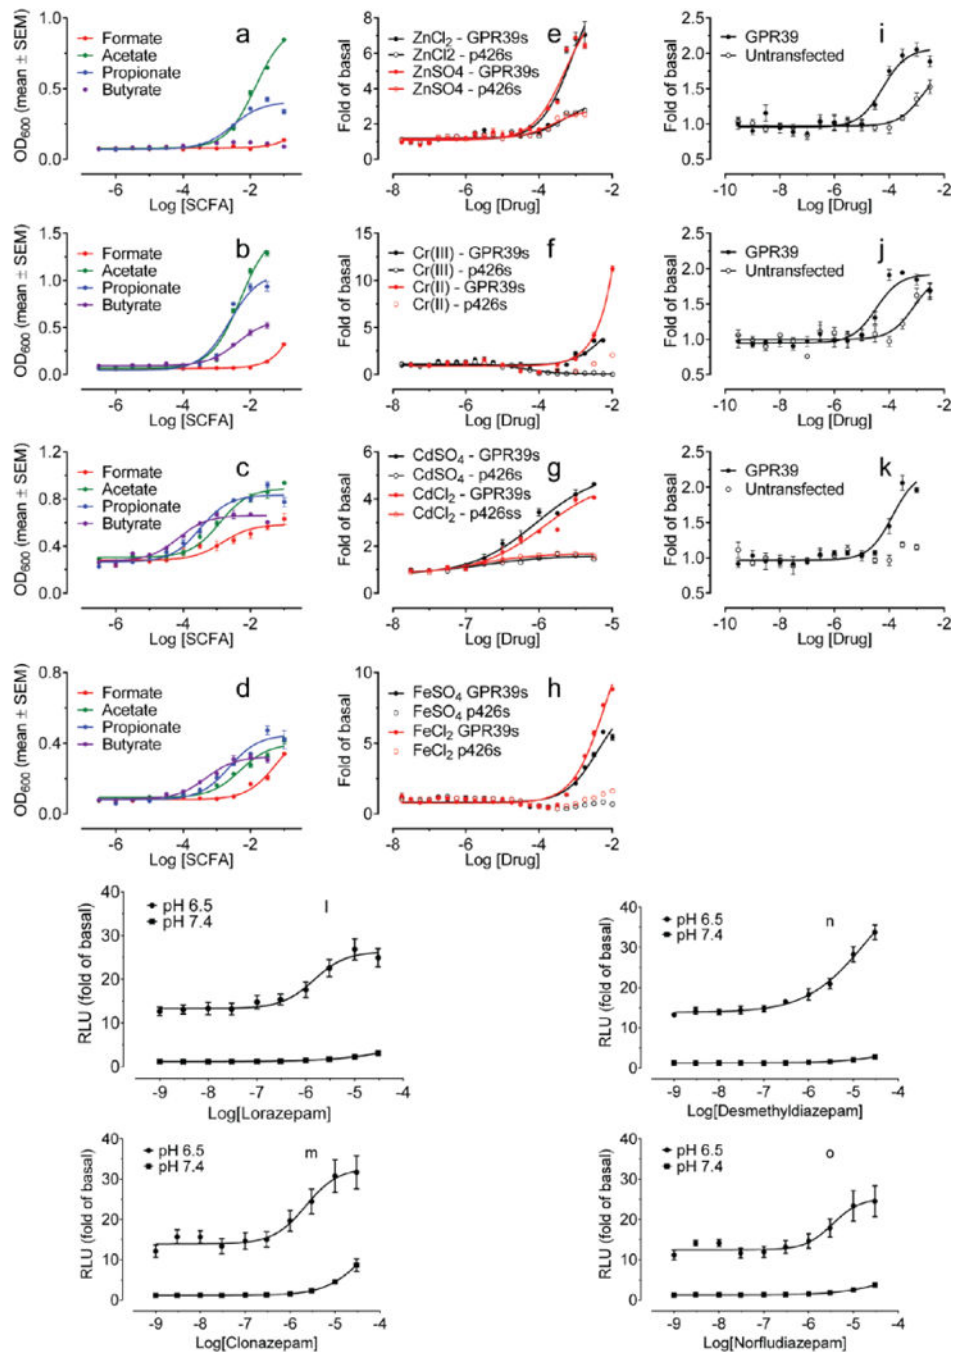 a
OD600 (mean ± SEM)
1.0
0.5
0.0
Formate
Acetate
Propionate
Butyrate
-6 -4 -2 0
Log [SCFA]
e
Fold of basal
8
6
4
2
0
ZnCl2 - GPR39s
ZnCl2 - p426s
ZnSO4 - GPR39s
ZnSO4 - p426s
-8 -6 -4 -2
Log [Drug]
i
Fold of basal
2.5
2.0
1.5
1.0
0.5
GPR39
Untransfected
-10 -8 -6 -4 -2
Log [Drug]
b
OD600 (mean ± SEM)
1.5
1.0
0.5
0.0
Formate
Acetate
Propionate
Butyrate
-6 -4 -2 0
Log [SCFA]
f
Fold of basal
15
10
5
0
Cr(III) - GPR39s
Cr(III) - p426s
Cr(II) - GPR39s
Cr(II) - p426s
-8 -6 -4 -2
Log [Drug]
j
Fold of basal
2.5
2.0
1.5
1.0
Untransfected
GPR39
-10 -8 -6 -4 -2
Log [Drug]
c
OD600 (mean ± SEM)
1.2
0.8
0.4
0.0
Formate
Acetate
Propionate
Butyrate
-6 -4 -2 0
Log [SCFA]
g
Fold of basal
6
4
2
0
CdSO4 - GPR39s
CdSO4 - p426s
CdCl2 - GPR39s
CdCl2 - p426ss
-8 -7 -6 -5
Log [Drug]
k
Fold of basal
2.5
2.0
1.5
1.0
0.5
GPR39
Untransfected
-10 -8 -6 -4 -2
Log [Drug]
d
OD600 (mean ± SEM)
0.8
0.4
0.0
Formate
Acetate
Propionate
Butyrate
-6 -4 -2 0
Log [SCFA]
h
Fold of basal
10
5
0
FeSO4 GPR39s
FeSO4 p426s
FeCl2 GPR39s
FeCl2 p426s
-8 -6 -4 -2
Log [Drug]
l
RLU (fold of basal)
40
30
20
10
0
pH 6.5
pH 7.4
-9 -8 -7 -6 -5 -4
Log[Lorazepam]
n
RLU (fold of basal)
40
30
20
10
0
pH 6.5
pH 7.4
-9 -8 -7 -6 -5 -4
Log[Desmethyldiazepam]
m
RLU (fold of basal)
40
30
20
10
0
pH 6.5
pH 7.4
-9 -8 -7 -6 -5 -4
Log[Clonazepam]
o
RLU (fold of basal)
40
30
20
10
0
pH 6.5
pH 7.4
-9 -8 -7 -6 -5 -4
Log[Norfludiazepam]